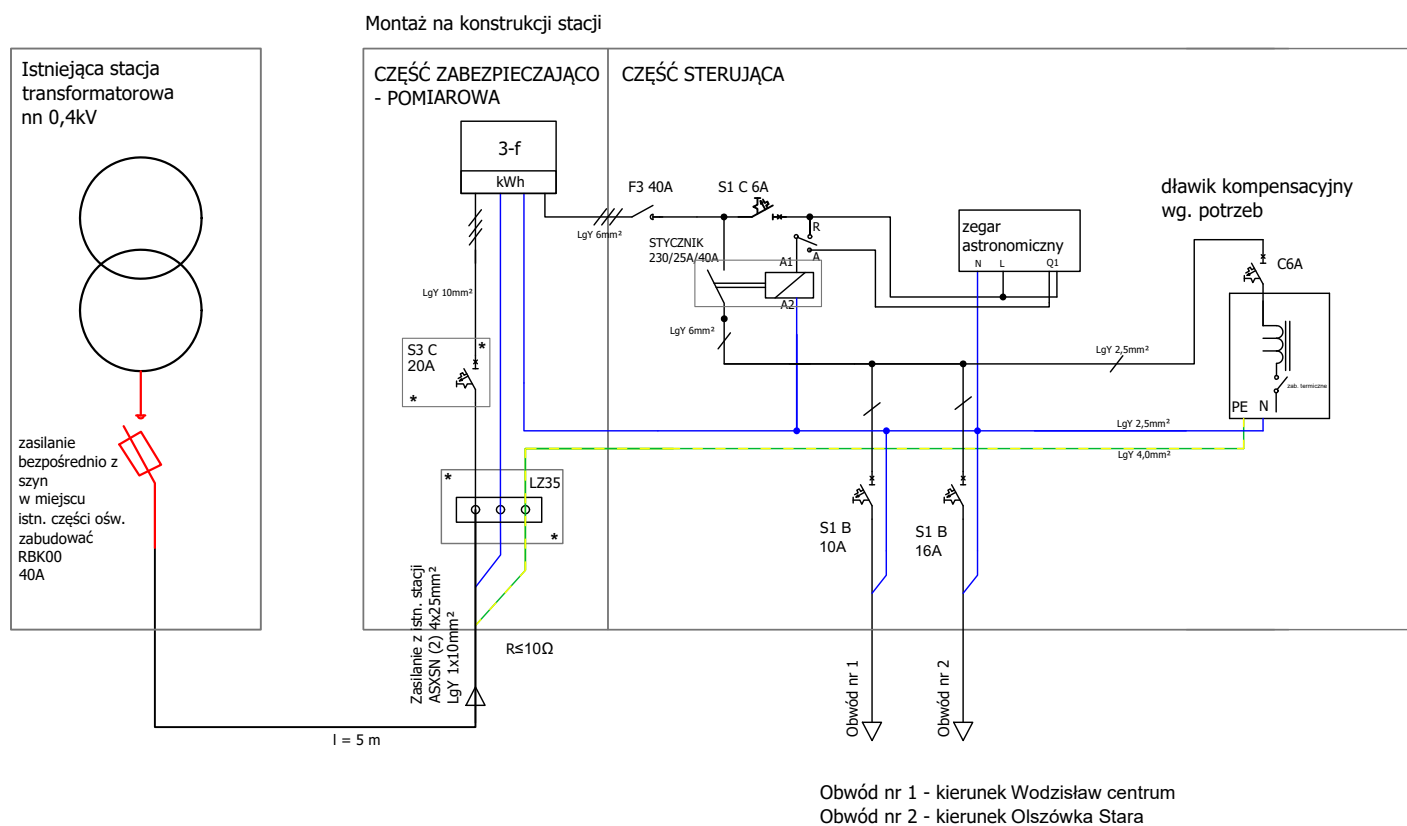 Montaż na konstrukcji stacji
Istniejąca stacja
transformatorowa
nn 0,4kV
zasilanie
bezpośrednio z
szyn
w miejscu
istn. części ośw.
zabudować
RBK00
40A
l = 5 m
CZĘŚĆ ZABEZPIECZAJĄCO
- POMIAROWA
3-f
kWh
LgY 10mm²
S3 C
20A
*
*
*
LZ35
*
Zasilanie z istn. stacji
ASXSN (2) 4x25mm²
LgY 1x10mm²
R≤10Ω
CZĘŚĆ STERUJĄCA
F3 40A
S1 C 6A
LgY 6mm²
STYCZNIK
230/25A/40A
R
A
A1
A2
LgY 6mm²
zegar
astronomiczny
N L Q1
dławik kompensacyjny
wg. potrzeb
C6A
zab. termiczne
PE N
LgY 2,5mm²
LgY 2,5mm²
LgY 4,0mm²
S1 B
10A
S1 B
16A
Obwód nr 1
Obwód nr 2
Obwód nr 1 - kierunek Wodzisław centrum
Obwód nr 2 - kierunek Olszówka Stara